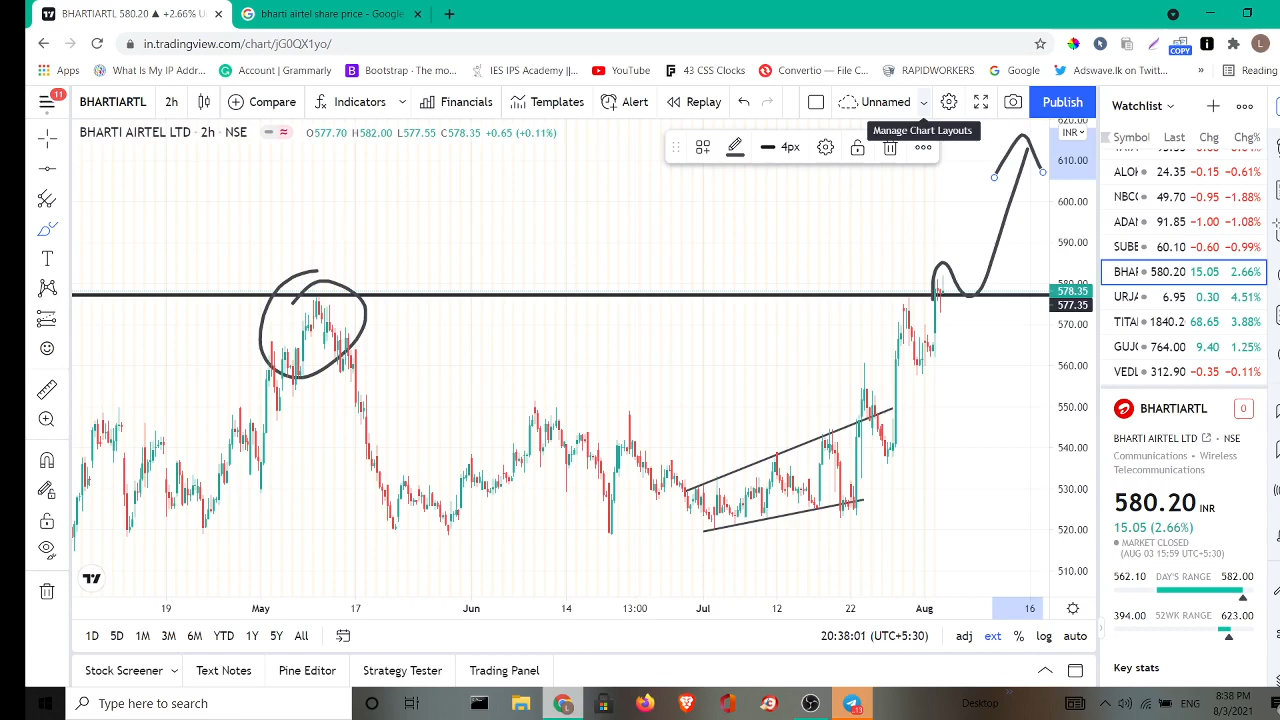 BHARTIARTL 580.20 ▲ +2.66% U
bharti airtel share price - Google
in.tradingview.com/chart/jG0QX1yo/
COPY
Apps What Is My IP Addr... Account | Grammarly Bootstrap - The mo... IES IPS Academy ||... YouTube 43 SSC Clocks Convertio — File C... RAPIDWORKERS Google Adswave.lk on Twitt... » Reading
11
BHARTIARTL 2h Compare Indicators Financials Templates Alert Replay Unnamed Publish
Manage Chart Layouts
BHARTI AIRTEL LTD · 2h · NSE
O577.70 H582.00 L577.55 C578.35 +0.65 (+0.11%)
4px
INR
620.00
610.00
600.00
590.00
580.00
578.35
577.35
570.00
560.00
550.00
540.00
530.00
520.00
510.00
19 May 17 Jun 14 13:00 Jul 12 22 Aug 16
1D 5D 1M 3M 6M YTD 1Y 5Y All
20:38:01 (UTC+5:30) adj ext % log auto
Stock Screener Text Notes Pine Editor Strategy Tester Trading Panel
Watchlist
Symbol Last Chg Chg%
ALOK 24.35 −0.15 −0.61%
NBCC 49.70 −0.95 −1.88%
ADAN 91.85 −1.00 −1.08%
SUBE 60.10 −0.60 −0.99%
BHAR 580.20 15.05 2.66%
URJA 6.95 0.30 4.51%
TITAN 1840.2 68.65 3.88%
GUJG 764.00 9.40 1.25%
VEDL 312.90 −0.35 −0.11%
BHARTIARTL
0
BHARTI AIRTEL LTD • NSE
Communications • Wireless
Telecommunications
580.20 INR
15.05 (2.66%)
MARKET CLOSED
(AUG 03 15:59 UTC+5:30)
562.10 DAY'S RANGE 582.00
394.00 52WK RANGE 623.00
Key stats
Type here to search
13
Desktop
ENG
8:38 PM
8/3/2021